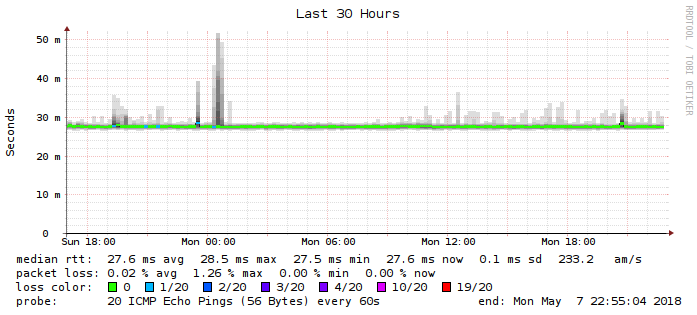 Last 30 Hours
RRDTOOL / TOBI OETIKER
Seconds
50 m
40 m
30 m
20 m
10 m
0
Sun 18:00 Mon 00:00 Mon 06:00 Mon 12:00 Mon 18:00
median rtt: 27.6 ms avg 28.5 ms max 27.5 ms min 27.6 ms now 0.1 ms sd 233.2 am/s
packet loss: 0.02 % avg 1.26 % max 0.00 % min 0.00 % now
loss color: 0 1/20 2/20 3/20 4/20 10/20 19/20
probe: 20 ICMP Echo Pings (56 Bytes) every 60s end: Mon May 7 22:55:04 2018